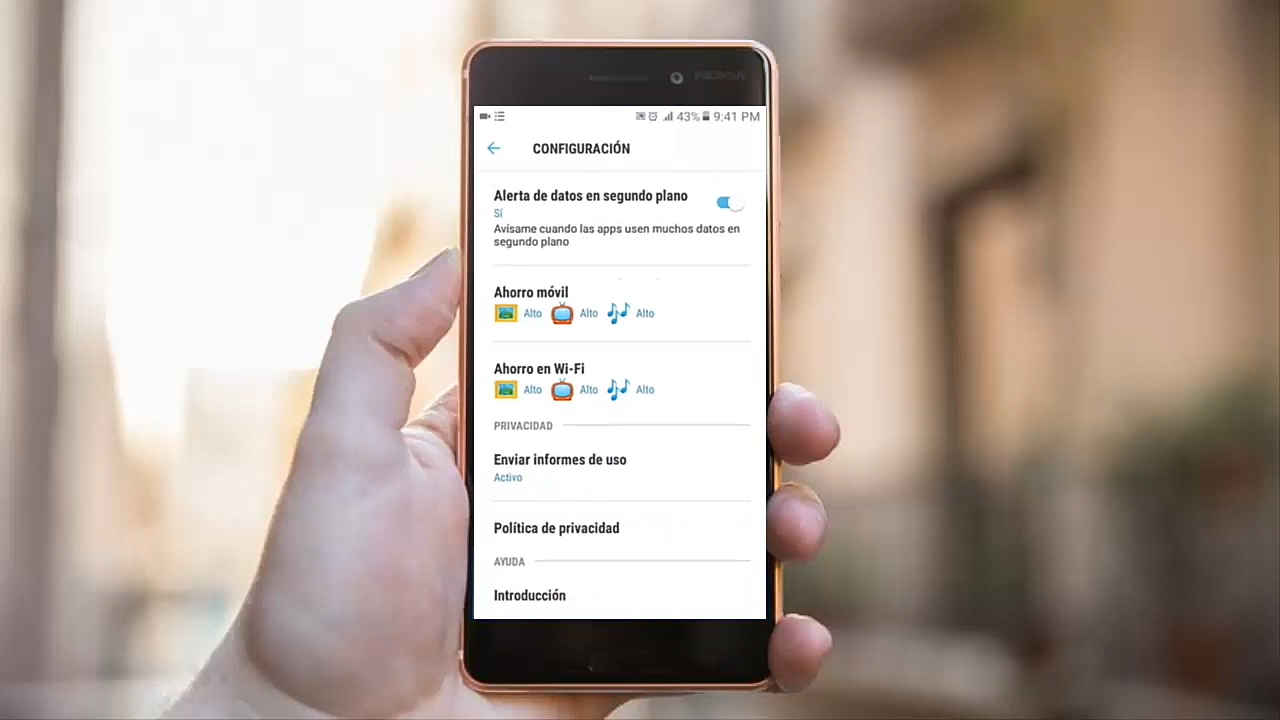 NOKIA
43% 9:41 PM
CONFIGURACIÓN
Alerta de datos en segundo plano
Sí
Avisame cuando las apps usen muchos datos en
segundo plano
Ahorro móvil
Alto Alto Alto
Ahorro en Wi-Fi
Alto Alto Alto
PRIVACIDAD
Enviar informes de uso
Activo
Política de privacidad
AYUDA
Introducción